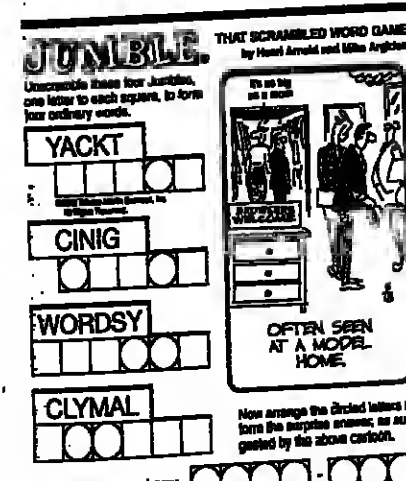 JUMBLE.
THAT SCRAMBLED WORD GAME
by Henri Arnold and Mike Argirion
Unscramble these four Jumbles,
one letter to each square, to form
four ordinary words.
YACKT
CINIG
WORDSY
CLYMAL
It's as big
as a
OFTEN SEEN
AT A MODEL
HOME.
Now arrange the circled letters
form the surprise answer, as sug-
gested by the above cartoon.